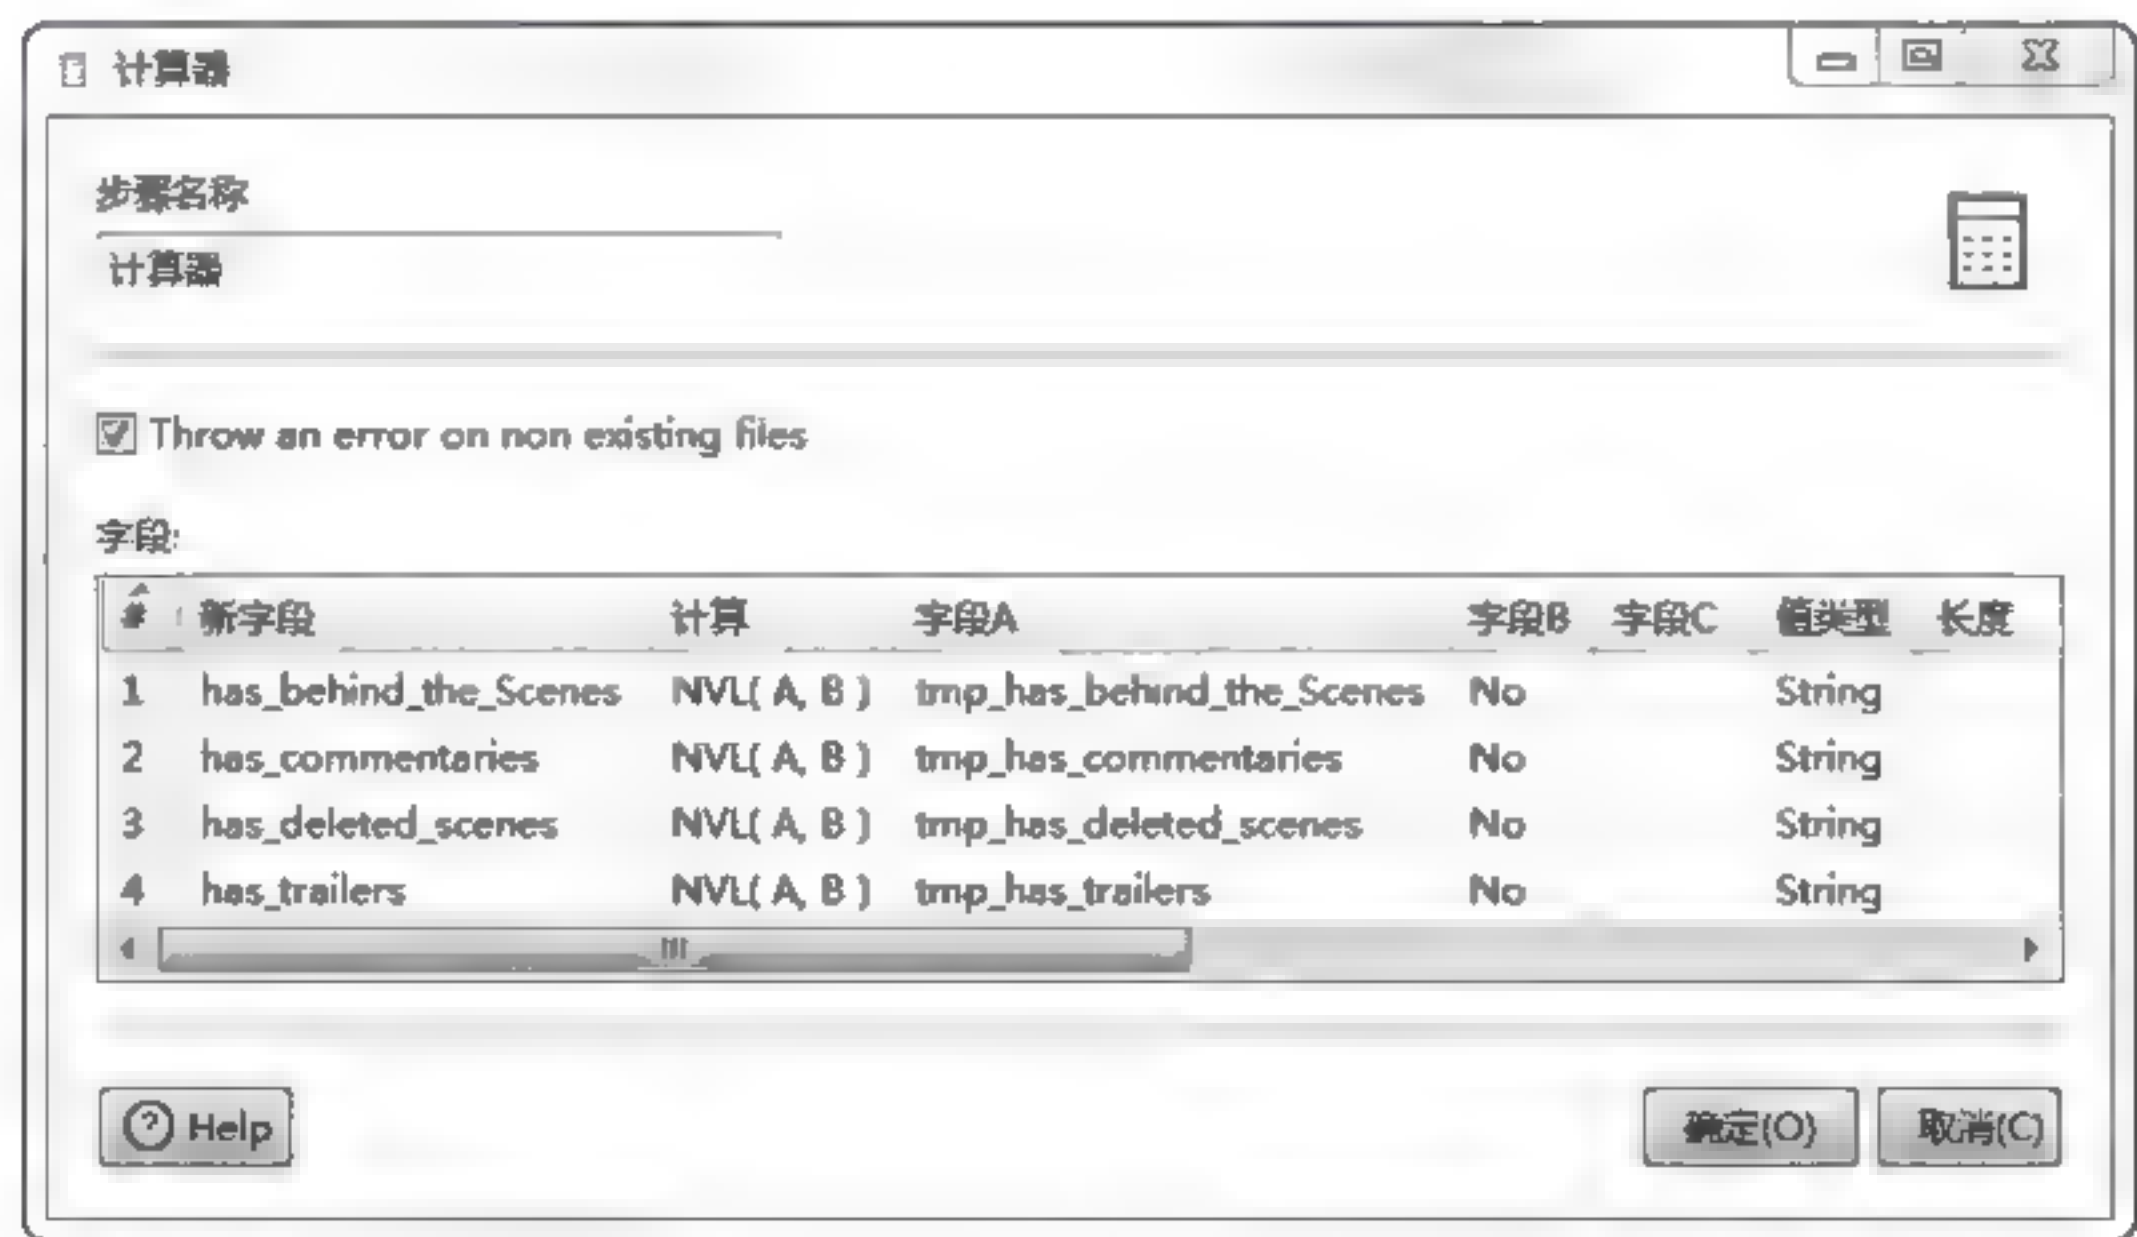 计算器
步骤名称
计算器
Throw an error on non existing files
字段:
# 新字段 计算 字段A 字段B 字段C 值类型 长度
1 has_behind_the_Scenes NVL( A, B ) tmp_has_behind_the_Scenes No String
2 has_commentaries NVL( A, B ) tmp_has_commentaries No String
3 has_deleted_scenes NVL( A, B ) tmp_has_deleted_scenes No String
4 has_trailers NVL( A, B ) tmp_has_trailers No String
? Help 确定(O) 取消(C)